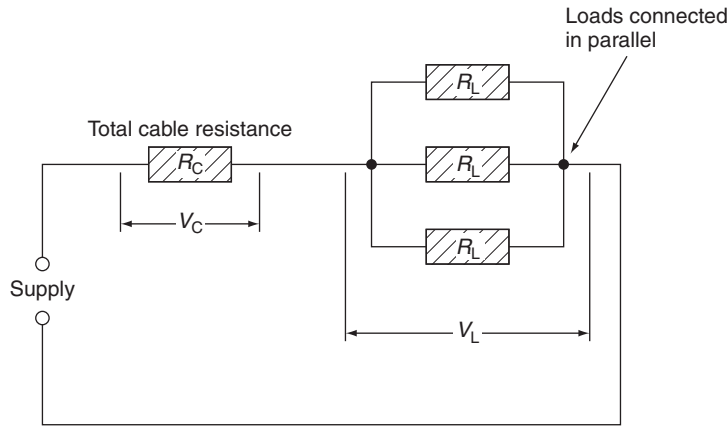 Loads connected
in parallel
R_L
Total cable resistance
R_C
R_L
V_C
R_L
Supply
V_L